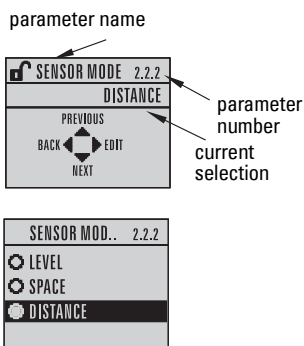 parameter name
SENSOR MODE 2.2.2
DISTANCE
PREVIOUS
BACK EDIT
NEXT
parameter
number
current
selection
SENSOR MOD.. 2.2.2
LEVEL
SPACE
DISTANCE